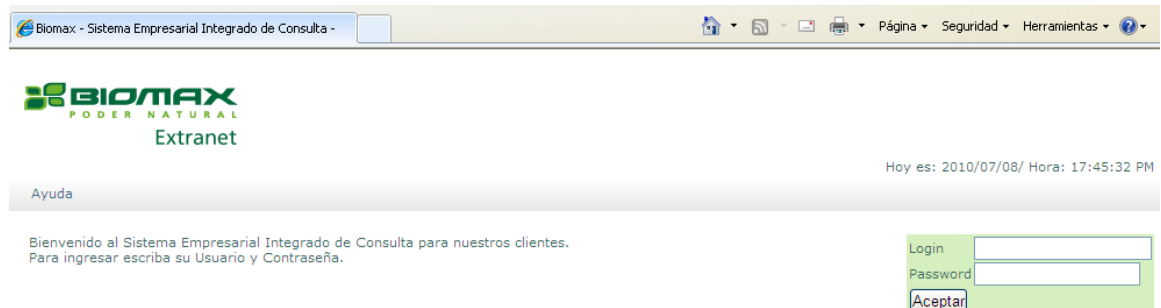 Biomax - Sistema Empresarial Integrado de Consulta -
Página Seguridad Herramientas
BIOMAX
PODER NATURAL
Extranet
Hoy es: 2010/07/08/ Hora: 17:45:32 PM
Ayuda
Bienvenido al Sistema Empresarial Integrado de Consulta para nuestros clientes.
Para ingresar escriba su Usuario y Contraseña.
Login
Password
Aceptar